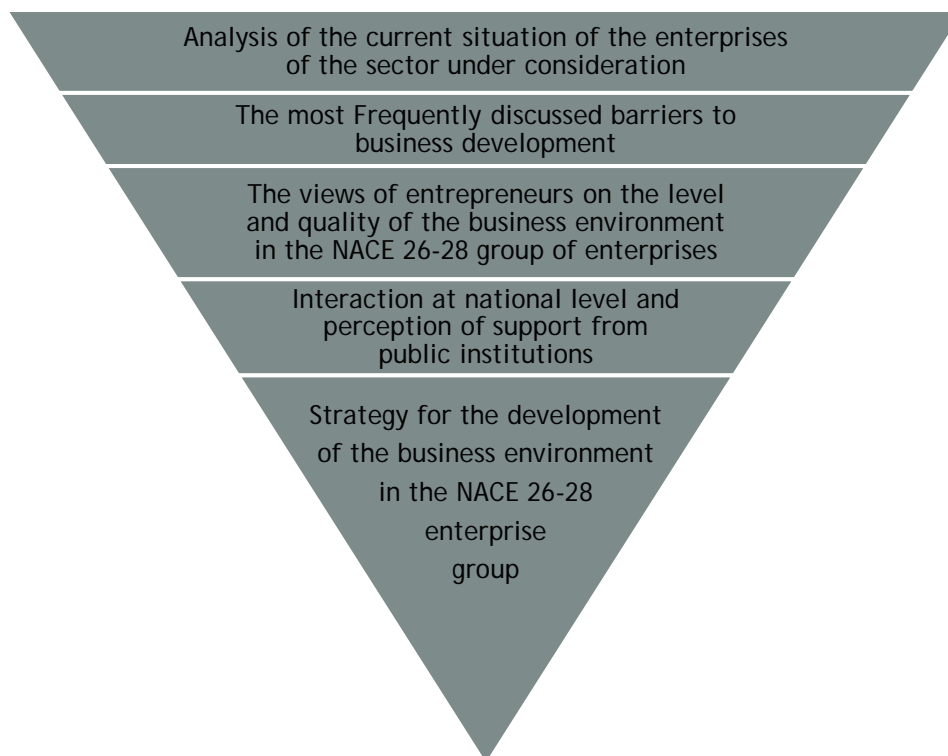 Analysis of the current situation of the enterprises
of the sector under consideration
The most Frequently discussed barriers to
business development
The views of entrepreneurs on the level
and quality of the business environment
in the NACE 26-28 group of enterprises
Interaction at national level and
perception of support from
public institutions
Strategy for the development
of the business environment
in the NACE 26-28
enterprise
group